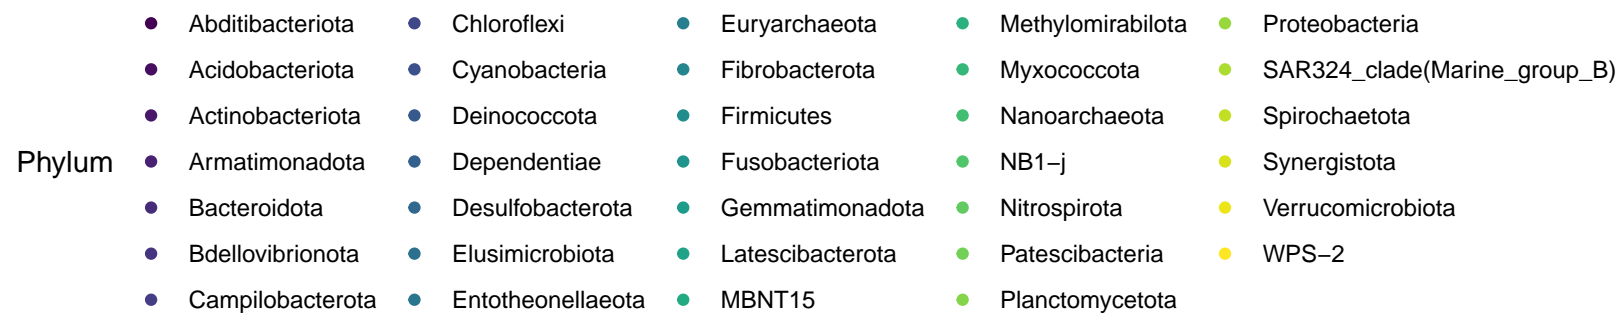 Phylum
Abditibacteriota
Acidobacteriota
Actinobacteriota
Armatimonadota
Bacteroidota
Bdellovibrionota
Campilobacterota
Chloroflexi
Cyanobacteria
Deinococcota
Dependentiae
Desulfobacterota
Elusimicrobiota
Entotheonellaeota
Euryarchaeota
Fibrobacterota
Firmicutes
Fusobacteriota
Gemmatimonadota
Latescibacterota
MBNT15
Methylomirabilota
Myxococcota
Nanoarchaeota
NB1−j
Nitrospirota
Patescibacteria
Planctomycetota
Proteobacteria
SAR324_clade(Marine_group_B)
Spirochaetota
Synergistota
Verrucomicrobiota
WPS−2